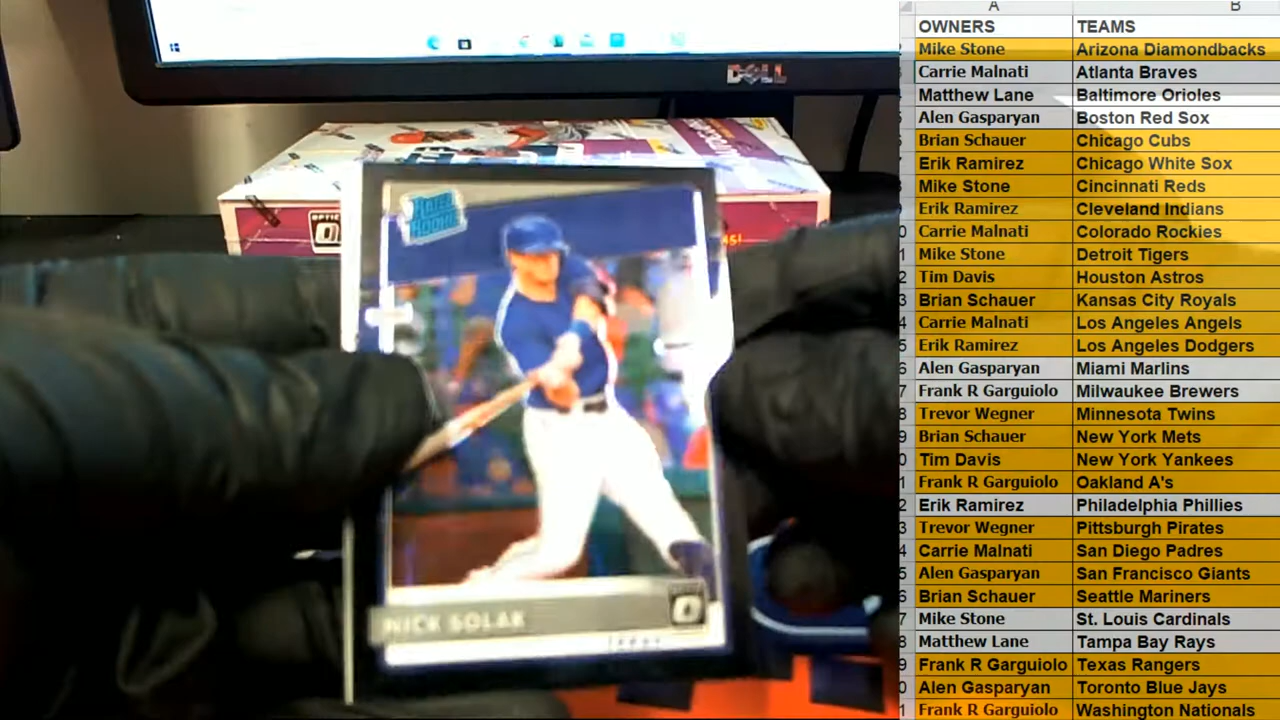 DELL
OPTIC
RATED
ROOKIE
NICK SOLAK
A B
OWNERS TEAMS
Mike Stone Arizona Diamondbacks
Carrie Malnati Atlanta Braves
Matthew Lane Baltimore Orioles
Alen Gasparyan Boston Red Sox
Brian Schauer Chicago Cubs
Erik Ramirez Chicago White Sox
Mike Stone Cincinnati Reds
Erik Ramirez Cleveland Indians
Carrie Malnati Colorado Rockies
Mike Stone Detroit Tigers
Tim Davis Houston Astros
Brian Schauer Kansas City Royals
Carrie Malnati Los Angeles Angels
Erik Ramirez Los Angeles Dodgers
Alen Gasparyan Miami Marlins
Frank R Garguiolo Milwaukee Brewers
Trevor Wegner Minnesota Twins
Brian Schauer New York Mets
Tim Davis New York Yankees
Frank R Garguiolo Oakland A's
Erik Ramirez Philadelphia Phillies
Trevor Wegner Pittsburgh Pirates
Carrie Malnati San Diego Padres
Alen Gasparyan San Francisco Giants
Brian Schauer Seattle Mariners
Mike Stone St. Louis Cardinals
Matthew Lane Tampa Bay Rays
Frank R Garguiolo Texas Rangers
Alen Gasparyan Toronto Blue Jays
Frank R Garguiolo Washington Nationals